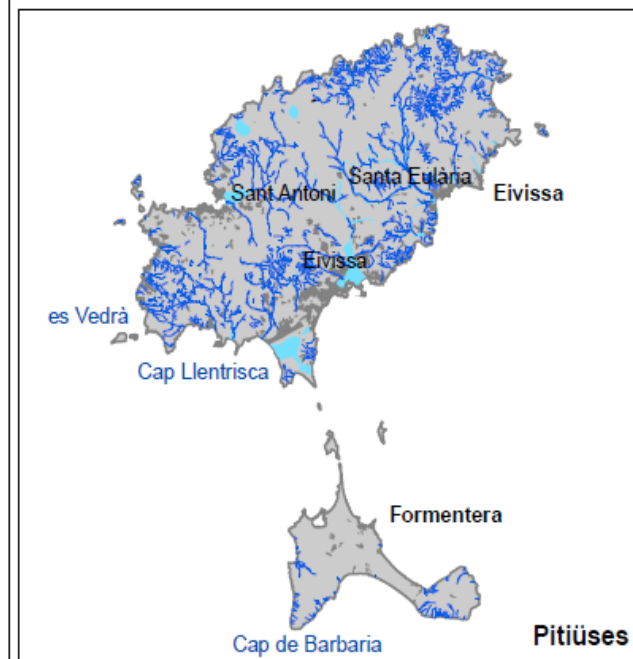 Santa Eulària
Eivissa
Sant Antoni
Eivissa
es Vedrà
Cap Llentrisca
Formentera
Cap de Barbaria
Pitiüses